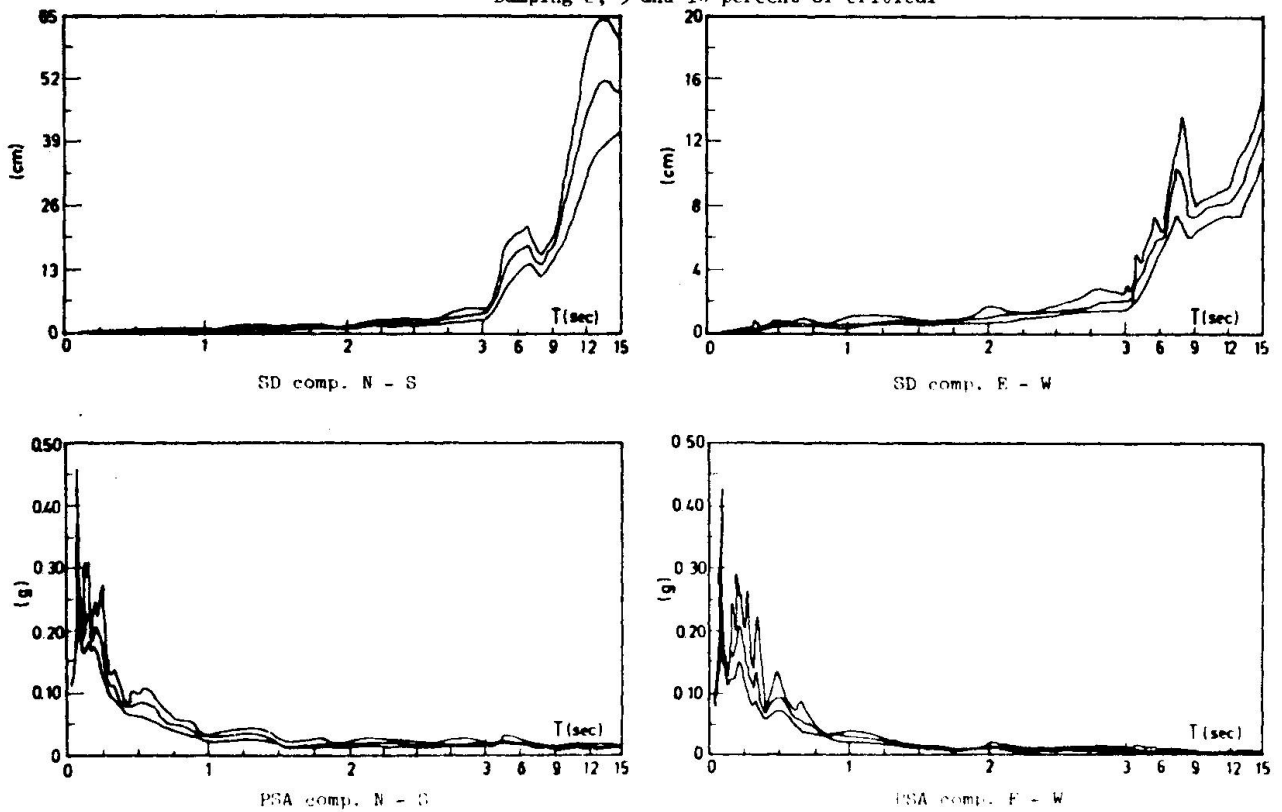 percent of critical
65
52
39
26
13
0
(cm)
T(sec)
0 1 2 3 6 9 12 15
SD comp. N - S
20
16
12
8
4
0
(cm)
T(sec)
0 1 2 3 6 9 12 15
SD comp. E - W
0.50
0.40
0.30
0.20
0.10
0
(g)
T(sec)
0 1 2 3 6 9 12 15
PSA comp. N - S
0.50
0.40
0.30
0.20
0.10
0
(g)
T(sec)
0 1 2 3 6 9 12 15
PSA comp. E - W